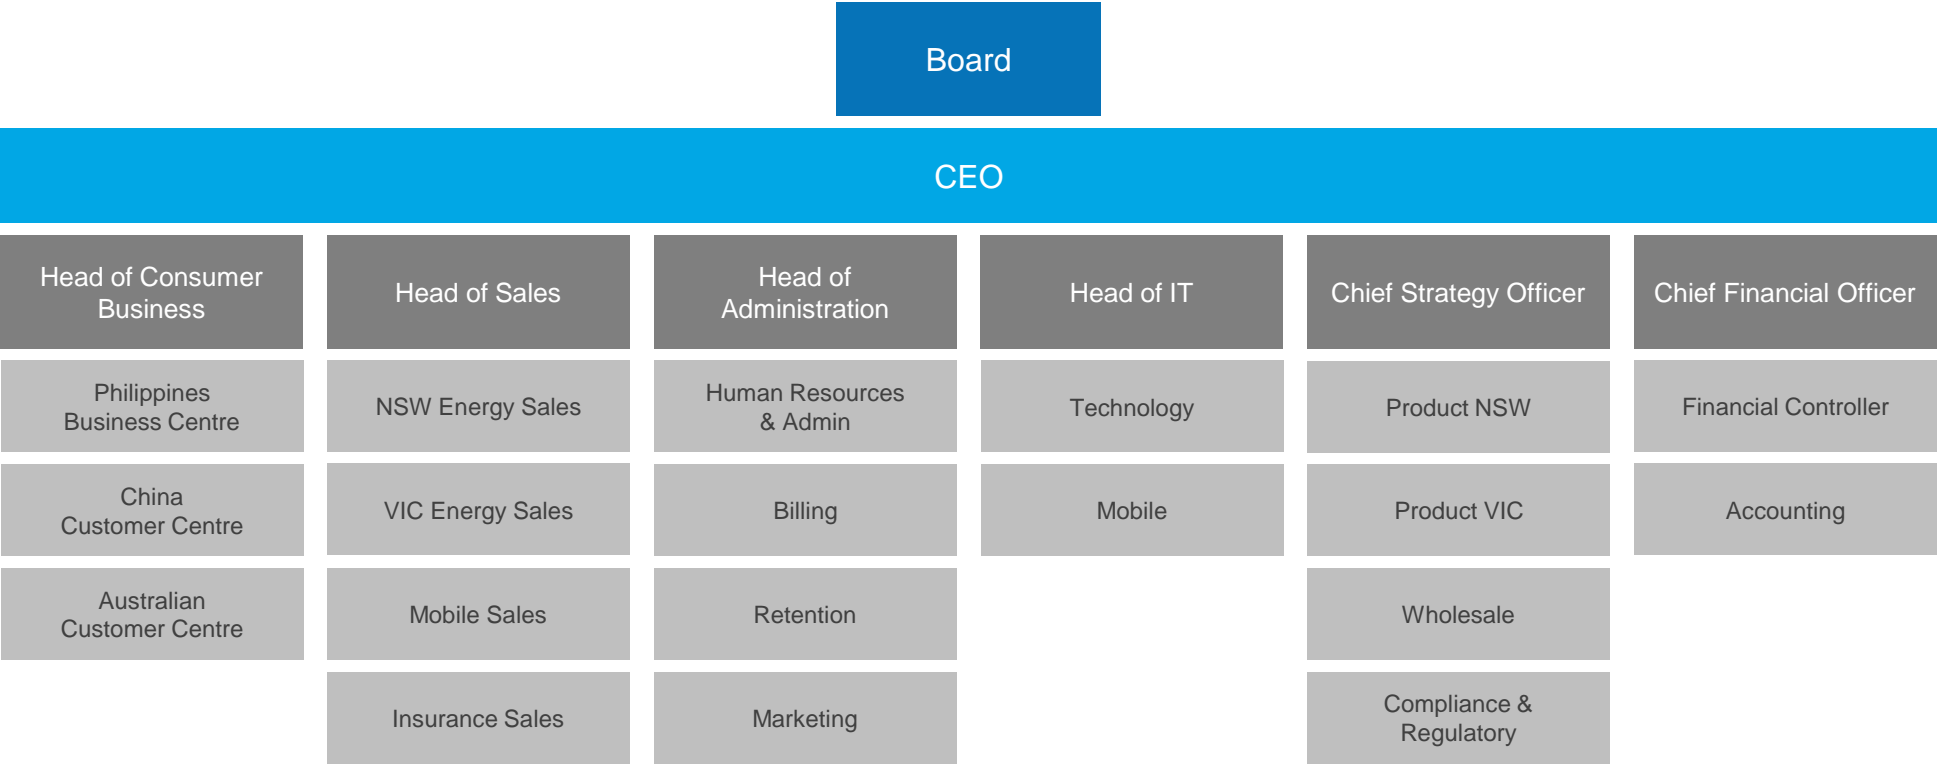 Board
CEO
Head of Consumer
Business
Head of Sales
Head of
Administration
Head of IT
Chief Strategy Officer
Chief Financial Officer
Philippines
Business Centre
NSW Energy Sales
Human Resources
& Admin
Technology
Product NSW
Financial Controller
China
Customer Centre
VIC Energy Sales
Billing
Mobile
Product VIC
Accounting
Australian
Customer Centre
Mobile Sales
Retention
Wholesale
Insurance Sales
Marketing
Compliance &
Regulatory